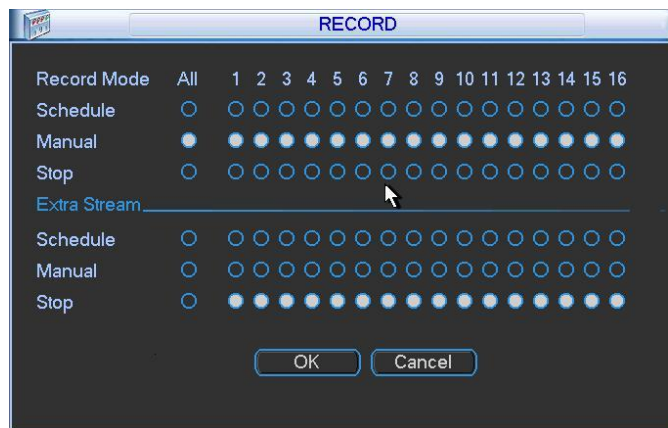 RECORD
Record Mode All 1 2 3 4 5 6 7 8 9 10 11 12 13 14 15 16
Schedule
Manual
Stop
Extra Stream
Schedule
Manual
Stop
OK Cancel